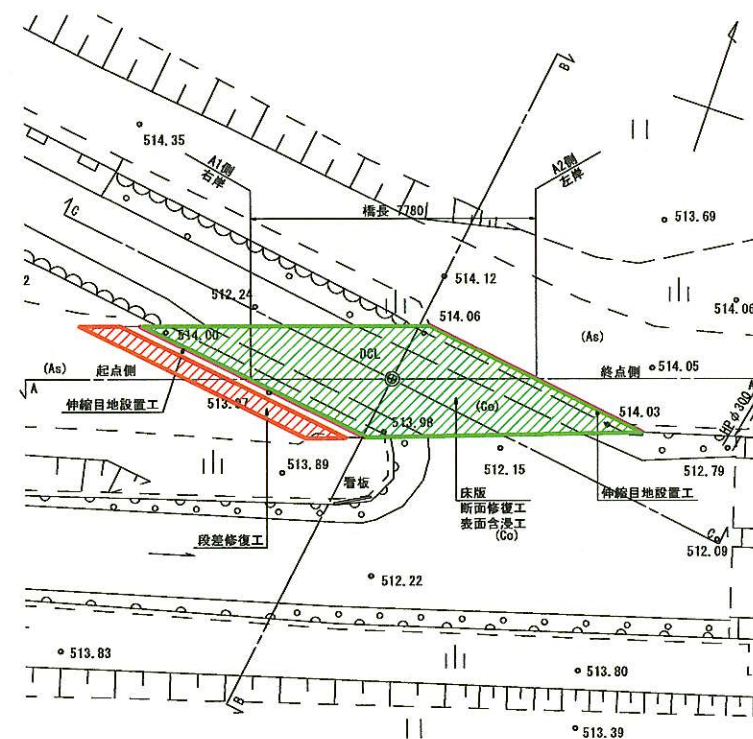 B
514.35
A1側
右岸
A2側
左岸
橋長 7780
513.69
C
514.12
512.24
514.06
514.06
2
514.00
DCL
(As)
(As)
起点側
終点側
514.05
A
伸縮目地設置工
513.97
(Co)
HPφ300
513.98
514.03
513.89
512.15
512.79
看板
床版
断面修復工
表面含浸工
(Co)
伸縮目地設置工
段差修復工
C
512.09
512.22
513.83
513.80
B
513.39
L